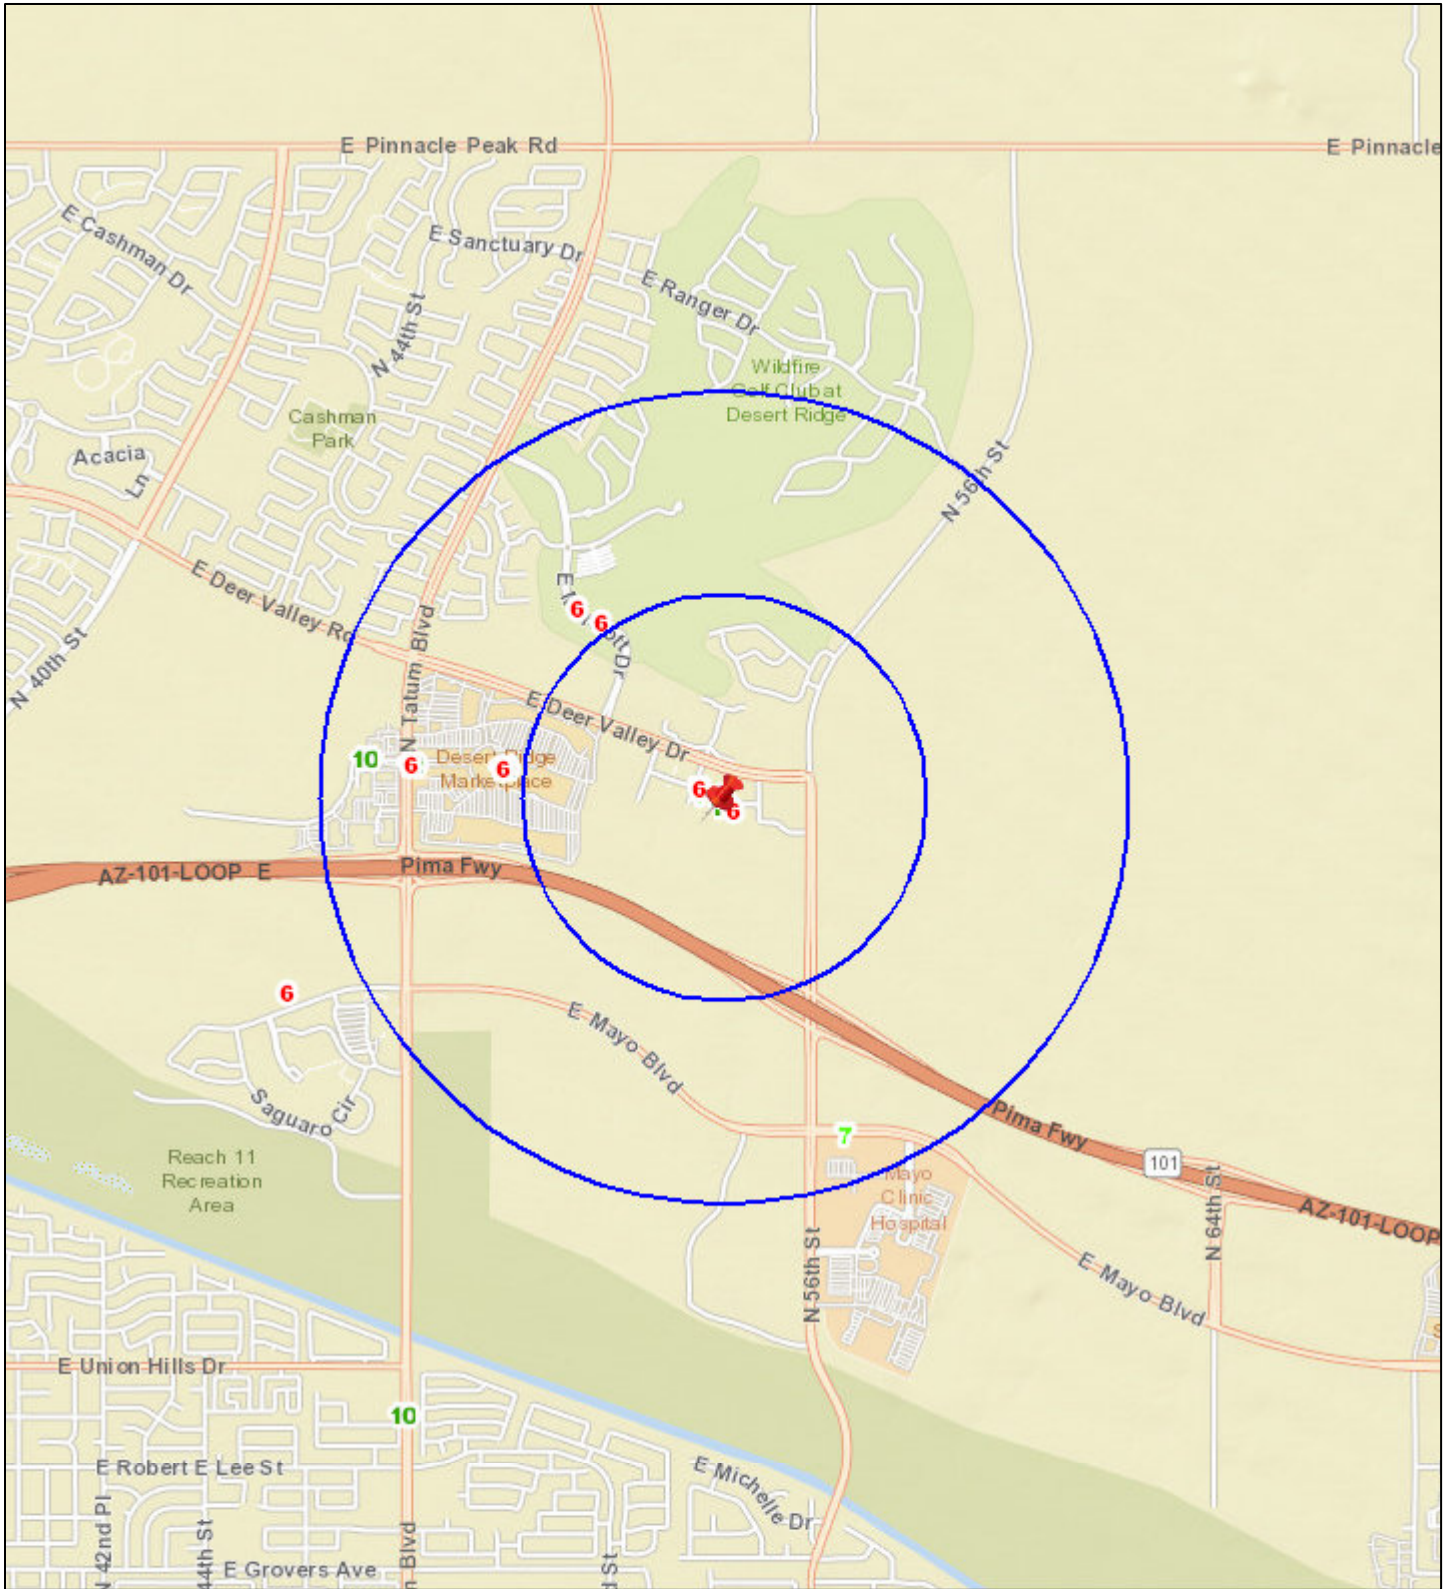 E Pinnacle Peak Rd
E Pinnacle
E Cashman Dr
E Sanctuary Dr
E Ranger Dr
N 44th St
Wildfire
Golf Club at
Desert Ridge
Cashman
Park
Acacia
Ln
N 56th St
E Deer Valley Rd
6
6
N 40th St
N Tatum Blvd
E Deer Valley Dr
10
6
Desert Ridge
Marketplace
6
6
6
AZ-101-LOOP E
Pima Fwy
6
E Mayo Blvd
Saguaro Cir
Pima Fwy
7
101
Reach 11
Recreation
Area
Mayo
Clinic
Hospital
N 64th St
AZ-101-LOOP
N 56th St
E Mayo Blvd
E Union Hills Dr
10
E Robert E Lee St
E Michelle Dr
N 42nd Pl
44th St
E Grovers Ave
Blvd
d St